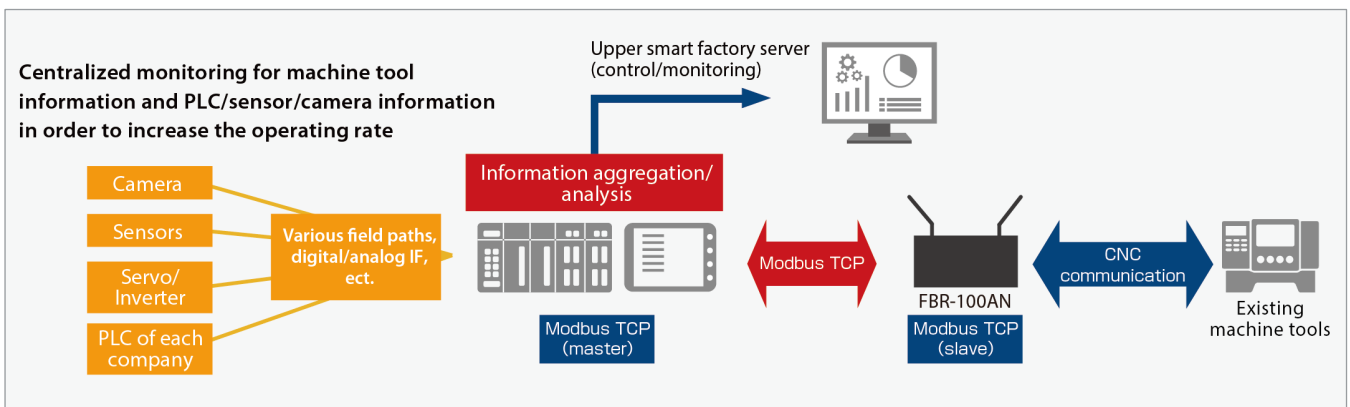 Centralized monitoring for machine tool
information and PLC/sensor/camera information
in order to increase the operating rate
Upper smart factory server
(control/monitoring)
Camera
Sensors
Servo/
Inverter
PLC of each
company
Various field paths,
digital/analog IF,
ect.
Information aggregation/
analysis
Modbus TCP
(master)
Modbus TCP
FBR-100AN
Modbus TCP
(slave)
CNC
communication
Existing
machine tools